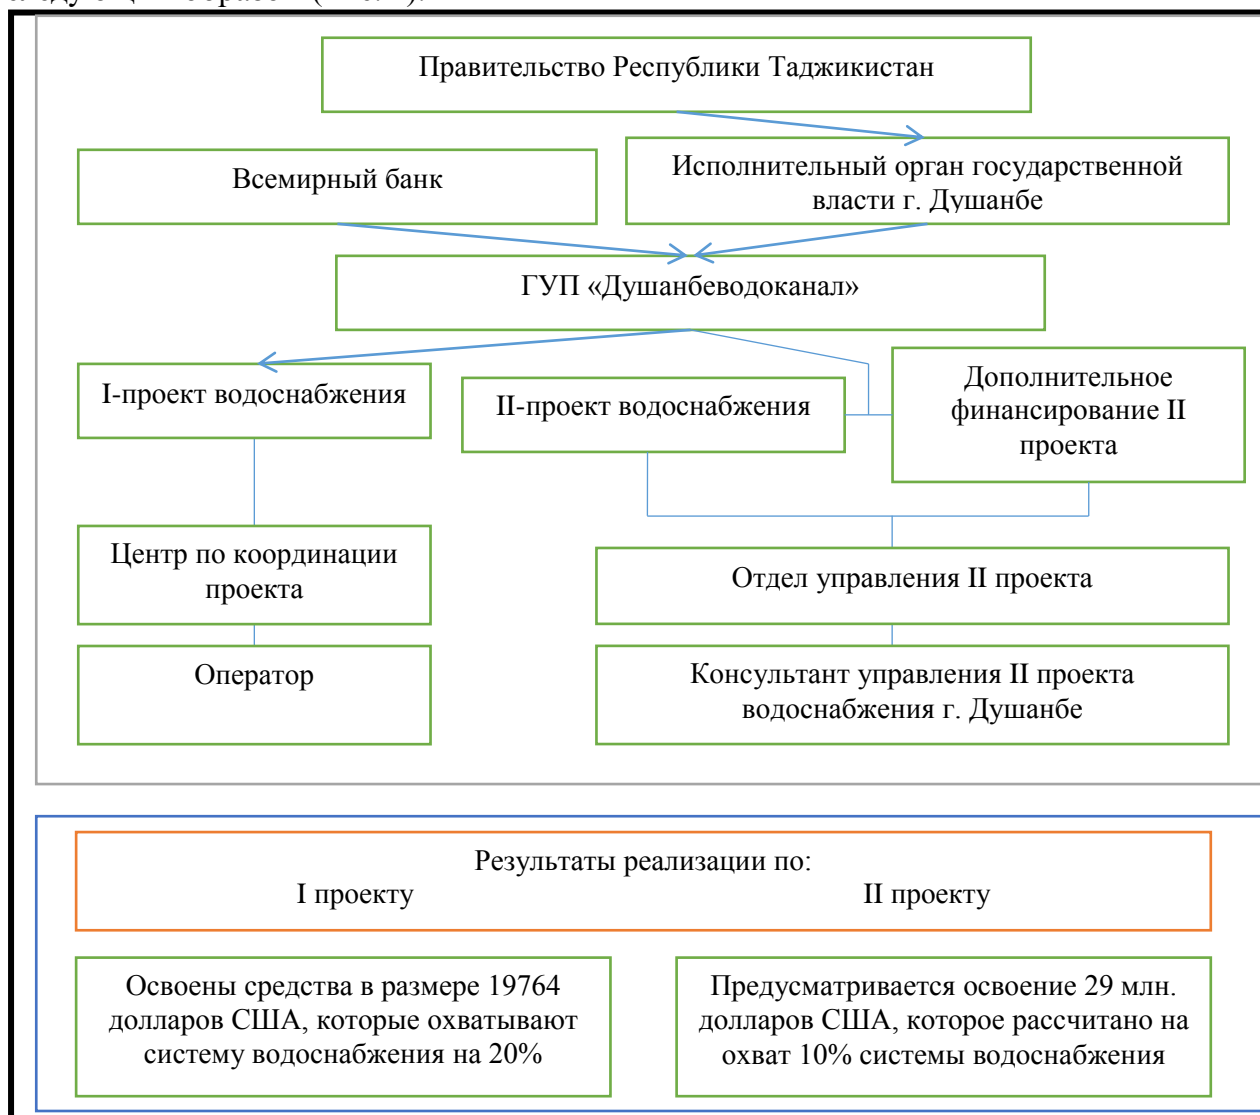 Правительство Республики Таджикистан
Всемирный банк
Исполнительный орган государственной
власти г. Душанбе
ГУП «Душанбеводоканал»
I-проект водоснабжения
II-проект водоснабжения
Дополнительное
финансирование II
проекта
Центр по координации
проекта
Отдел управления II проекта
Оператор
Консультант управления II проекта
водоснабжения г. Душанбе
Результаты реализации по:
I проекту II проекту
Освоены средства в размере 19764
долларов США, которые охватывают
систему водоснабжения на 20%
Предусматривается освоение 29 млн.
долларов США, которое рассчитано на
охват 10% системы водоснабжения